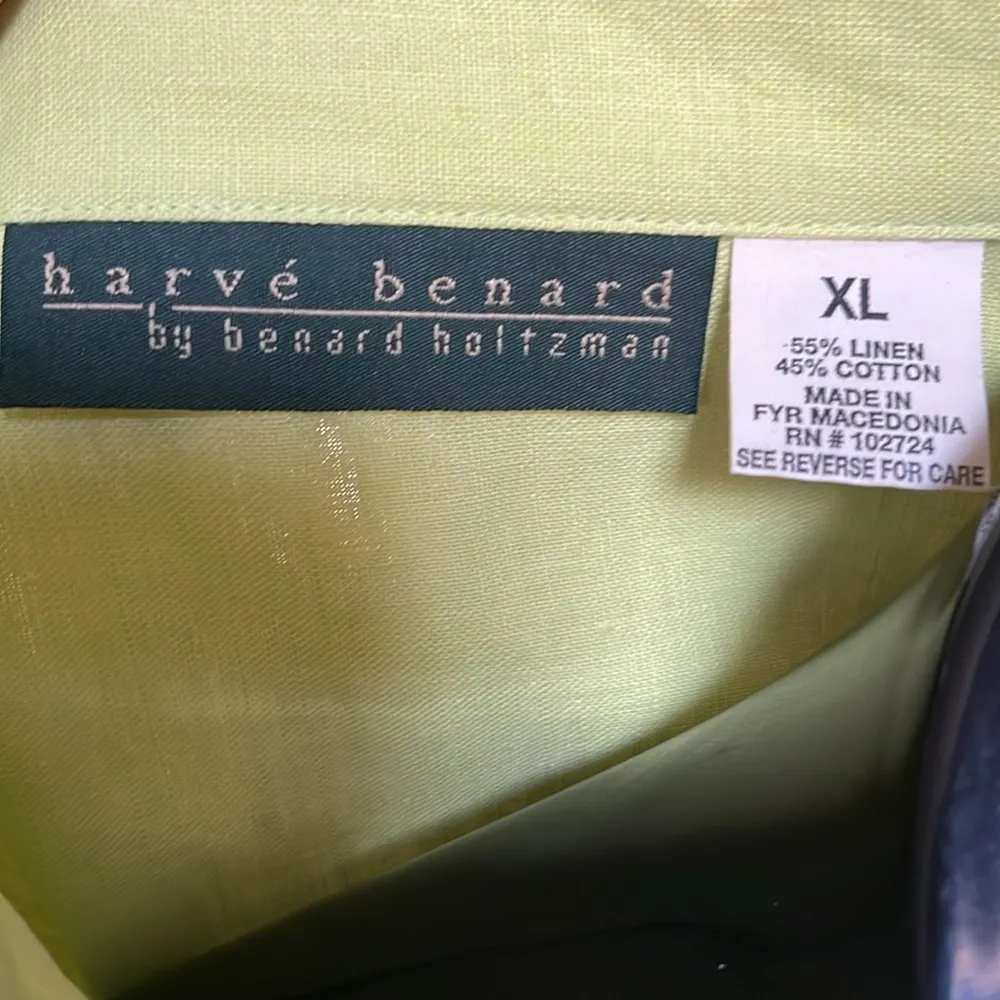 harvé benard
by benard holtzman
XL
55% LINEN
45% COTTON
MADE IN
FYR MACEDONIA
RN # 102724
SEE REVERSE FOR CARE